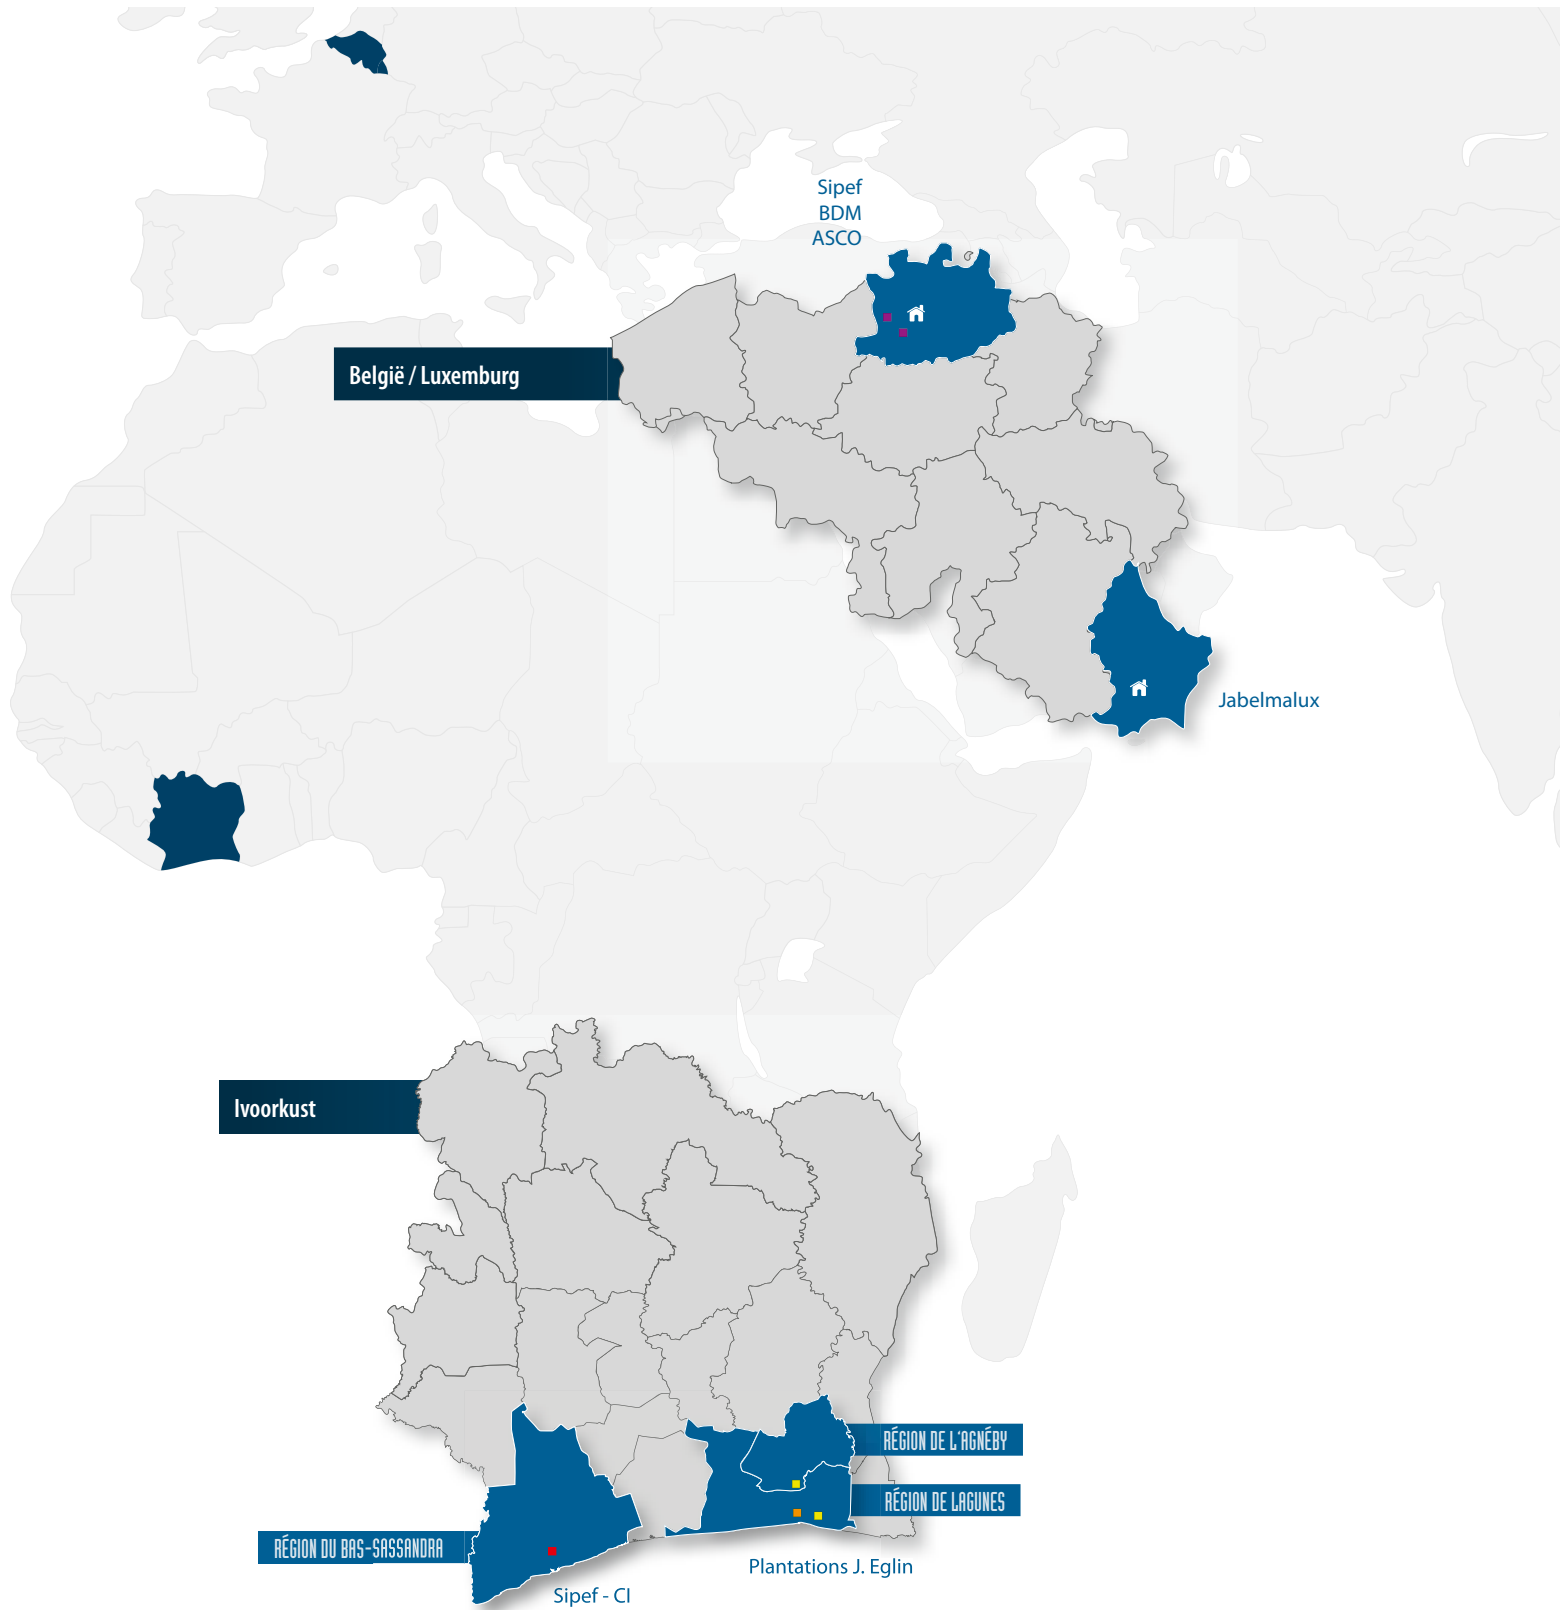 Sipef
BDM
ASCO
België / Luxemburg
Jabelmalux
Ivoorkust
RÉGION DE L'AGNÉBY
RÉGION DE LAGUNES
RÉGION DU BAS-SASSANDRA
Plantations J. Eglin
Sipef - CI